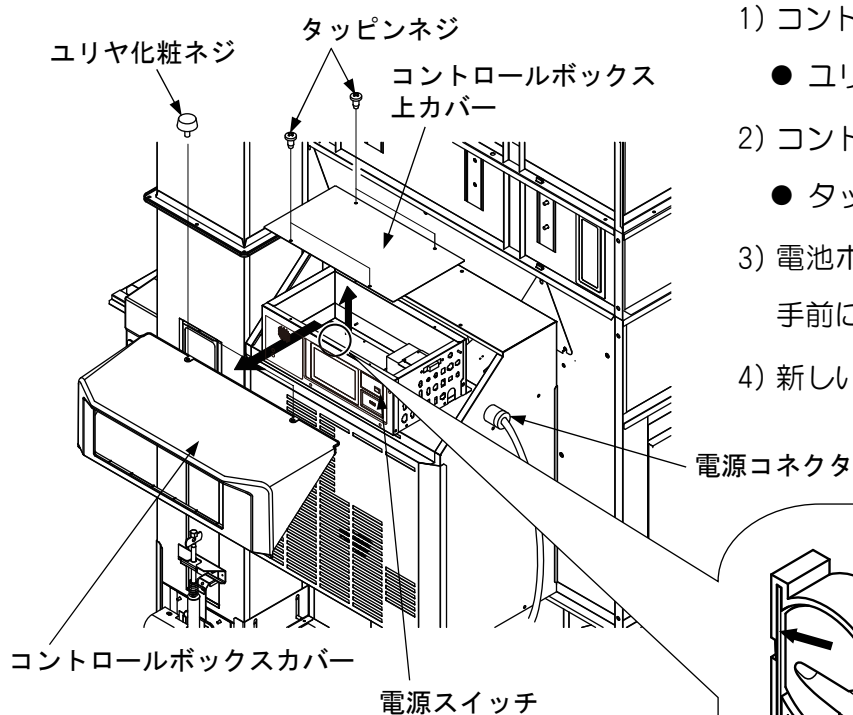 ユリヤ化粧ネジ
タッピンネジ
コントロールボックス
上カバー
電源コネクタ
コントロールボックスカバー
電源スイッチ
1) コント
● ユリ
2) コント
● タッ
3) 電池ホ
手前に
4) 新しい